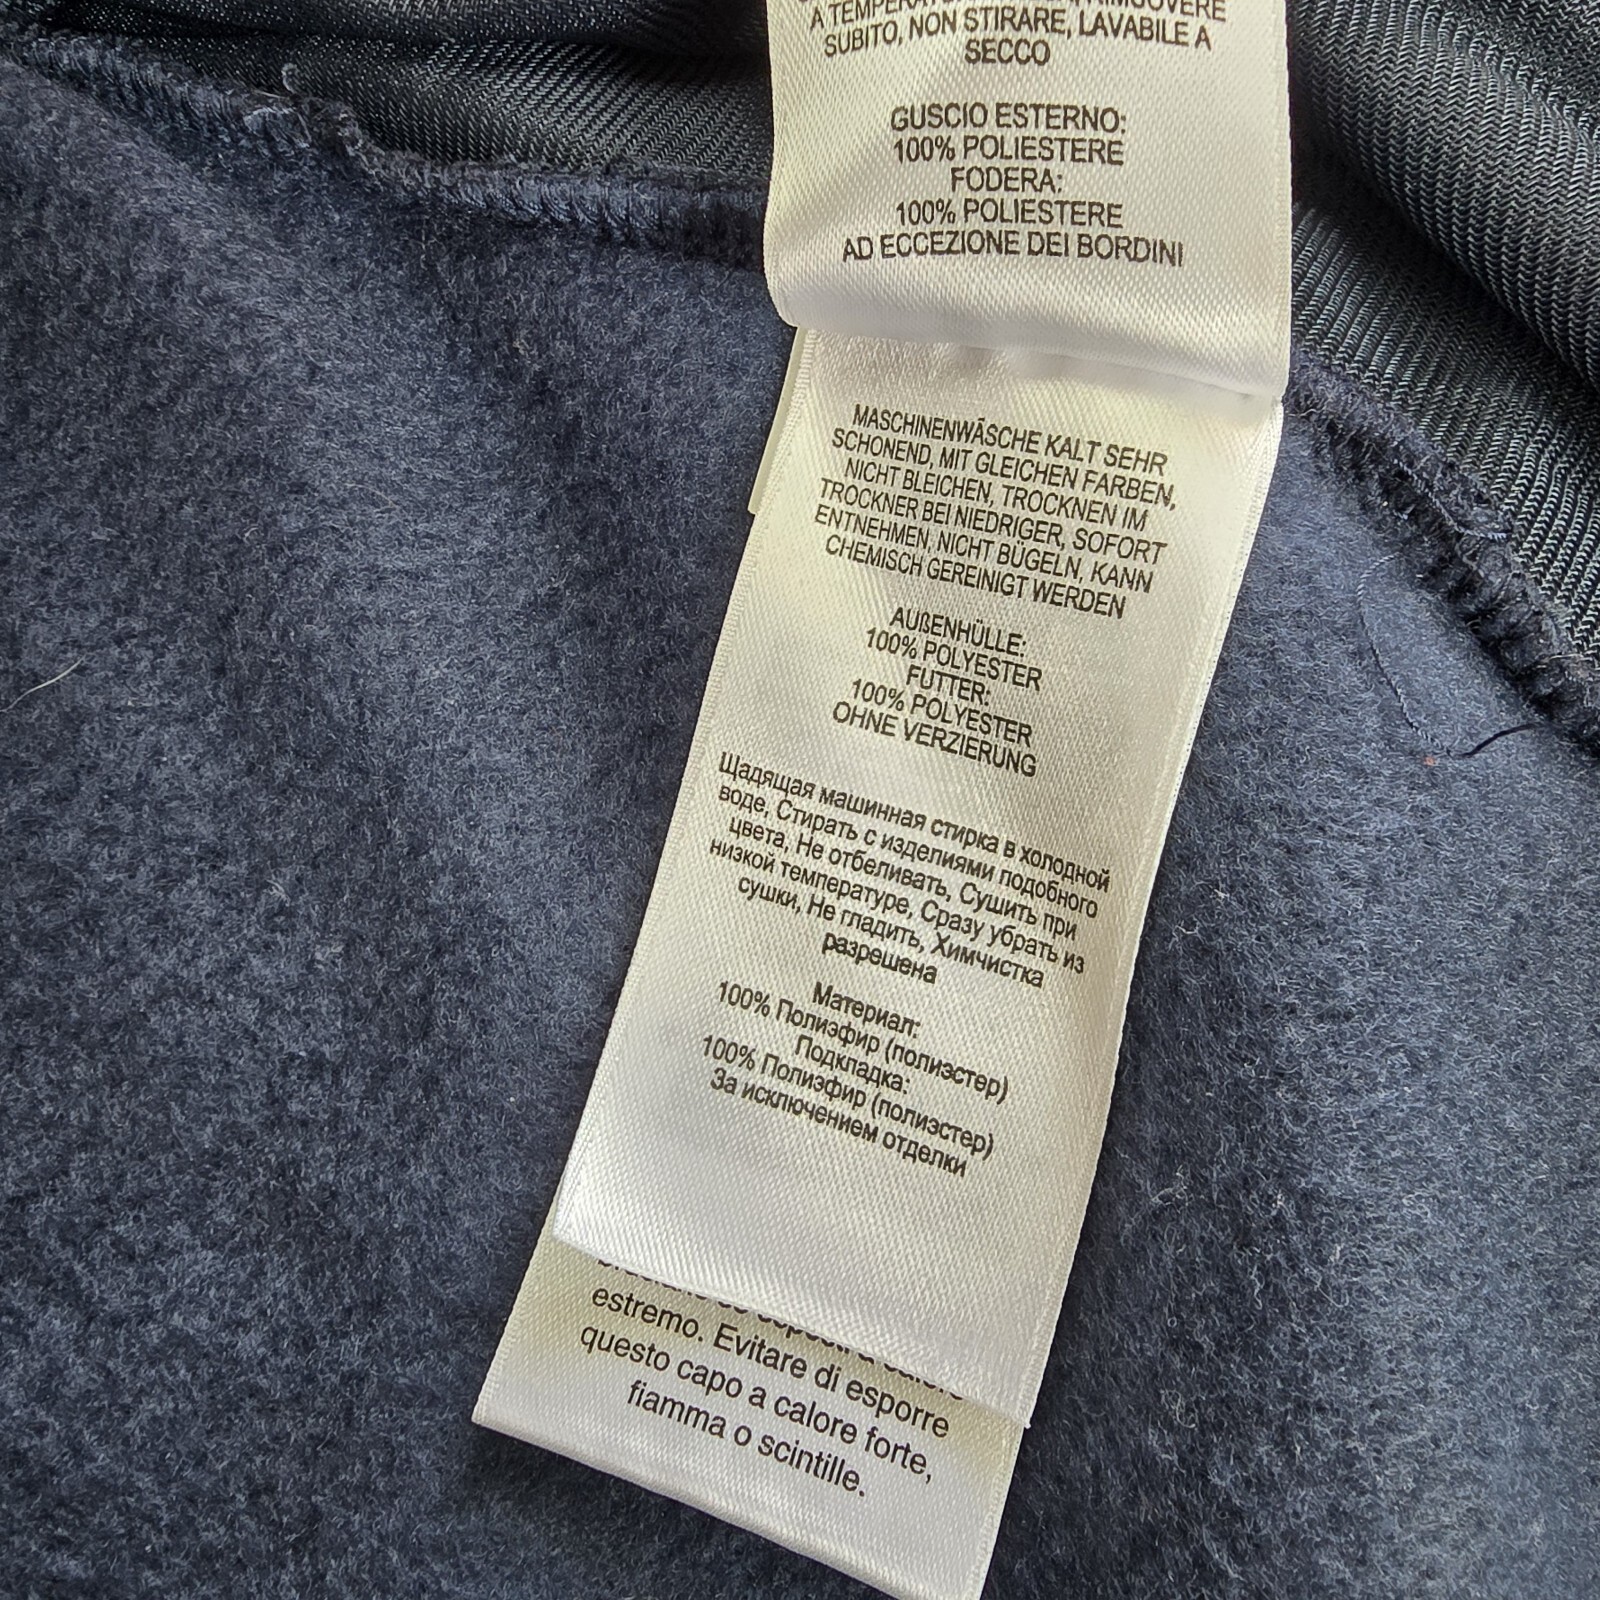 A TEMPERATURA RIMUOVERE
SUBITO, NON STIRARE, LAVABILE A
SECCO
GUSCIO ESTERNO:
100% POLIESTERE
FODERA:
100% POLIESTERE
AD ECCEZIONE DEI BORDINI
MASCHINENWÄSCHE KALT SEHR
SCHONEND, MIT GLEICHEN FARBEN,
NICHT BLEICHEN, TROCKNEN IM
TROCKNER BEI NIEDRIGER, SOFORT
ENTNEHMEN, NICHT BÜGELN, KANN
CHEMISCH GEREINIGT WERDEN
AUßENHÜLLE:
100% POLYESTER
FUTTER:
100% POLYESTER
OHNE VERZIERUNG
Щадящая машинная стирка в холодной
воде, Стирать с изделиями подобного
цвета, Не отбеливать, Сушить при
низкой температуре, Сразу убрать из
сушки, Не гладить, Химчистка
разрешена
Материал:
100% Полиэфир (полиэстер)
Подкладка:
100% Полиэфир (полиэстер)
За исключением отделки
estremo. Evitare di esporre
questo capo a calore forte,
fiamma o scintille.